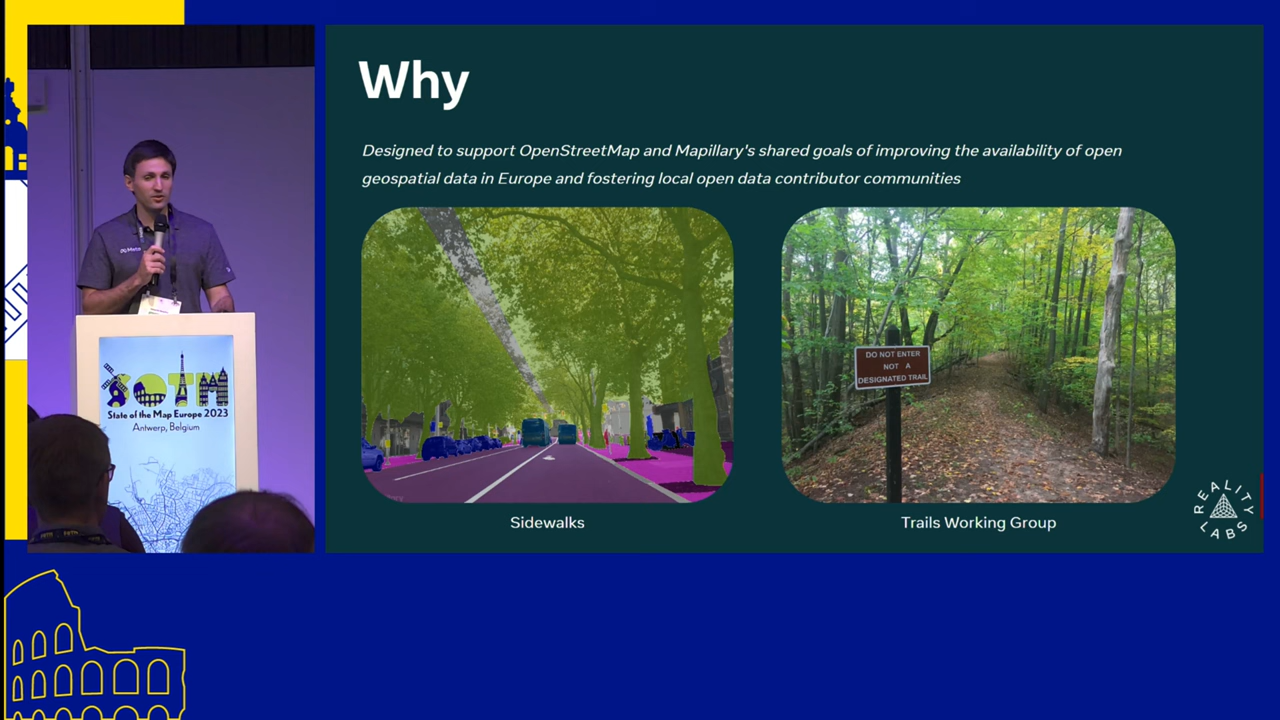 Why
Designed to support OpenStreetMap and Mapillary's shared goals of improving the availability of open
geospatial data in Europe and fostering local open data contributor communities
DO NOT ENTER
NOT A
DESIGNATED TRAIL
Sidewalks
Trails Working Group
REALITY LABS
SOTM
State of the Map Europe 2023
Antwerp, Belgium